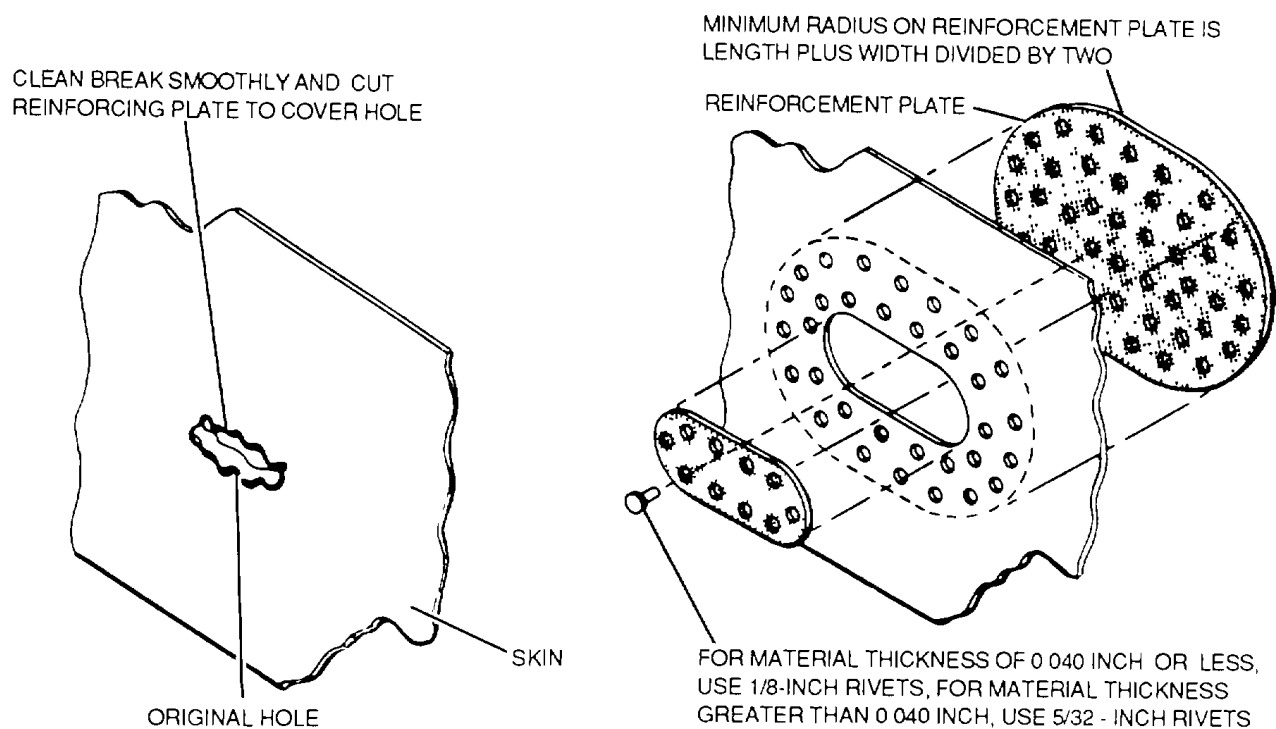 CLEAN BREAK SMOOTHLY AND CUT
REINFORCING PLATE TO COVER HOLE
ORIGINAL HOLE
SKIN
MINIMUM RADIUS ON REINFORCEMENT PLATE IS
LENGTH PLUS WIDTH DIVIDED BY TWO
REINFORCEMENT PLATE
FOR MATERIAL THICKNESS OF 0 040 INCH OR LESS,
USE 1/8-INCH RIVETS, FOR MATERIAL THICKNESS
GREATER THAN 0 040 INCH, USE 5/32 - INCH RIVETS